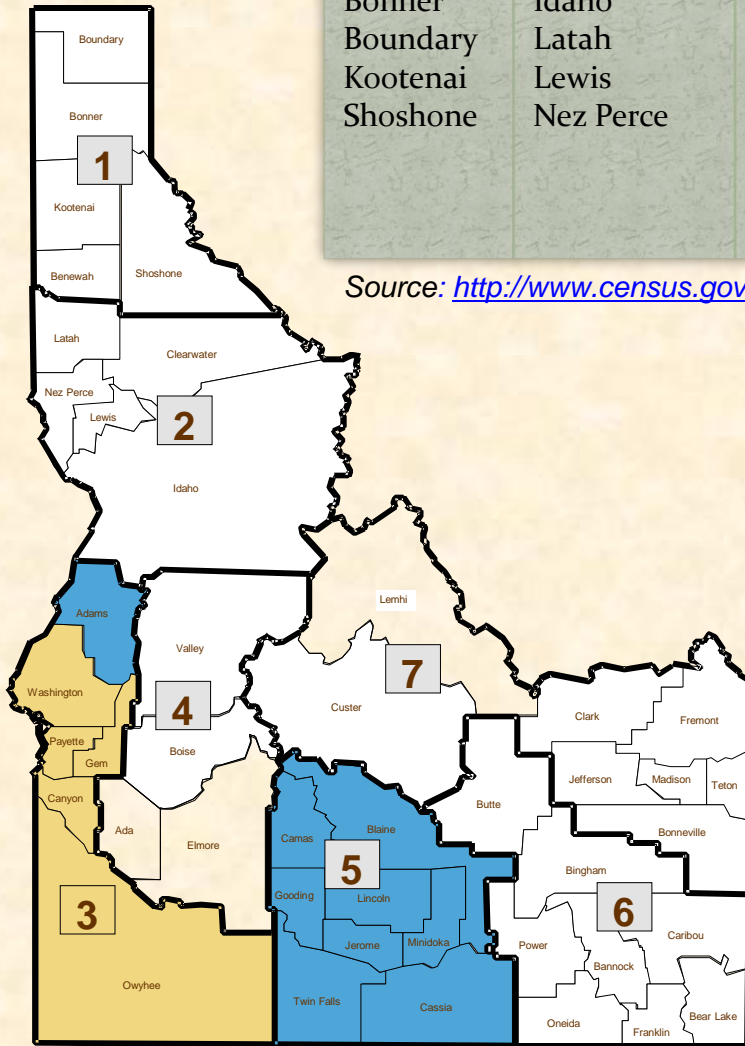 Bonner Idaho
Boundary Latah
Kootenai Lewis
Shoshone Nez Perce
Source: http://www.census.gov
Boundary
Bonner
1
Kootenai
Benewah
Shoshone
Latah
Clearwater
Nez Perce
Lewis
2
Idaho
Adams
Lemhi
Valley
7
Washington
4
Custer
Clark
Fremont
Payette
Boise
Gem
Jefferson
Madison
Teton
Canyon
Butte
Ada
Camas
Blaine
Bonneville
Elmore
5
Bingham
Gooding
Lincoln
3
6
Jerome
Minidoka
Power
Caribou
Bannock
Owyhee
Twin Falls
Cassia
Oneida
Franklin
Bear Lake